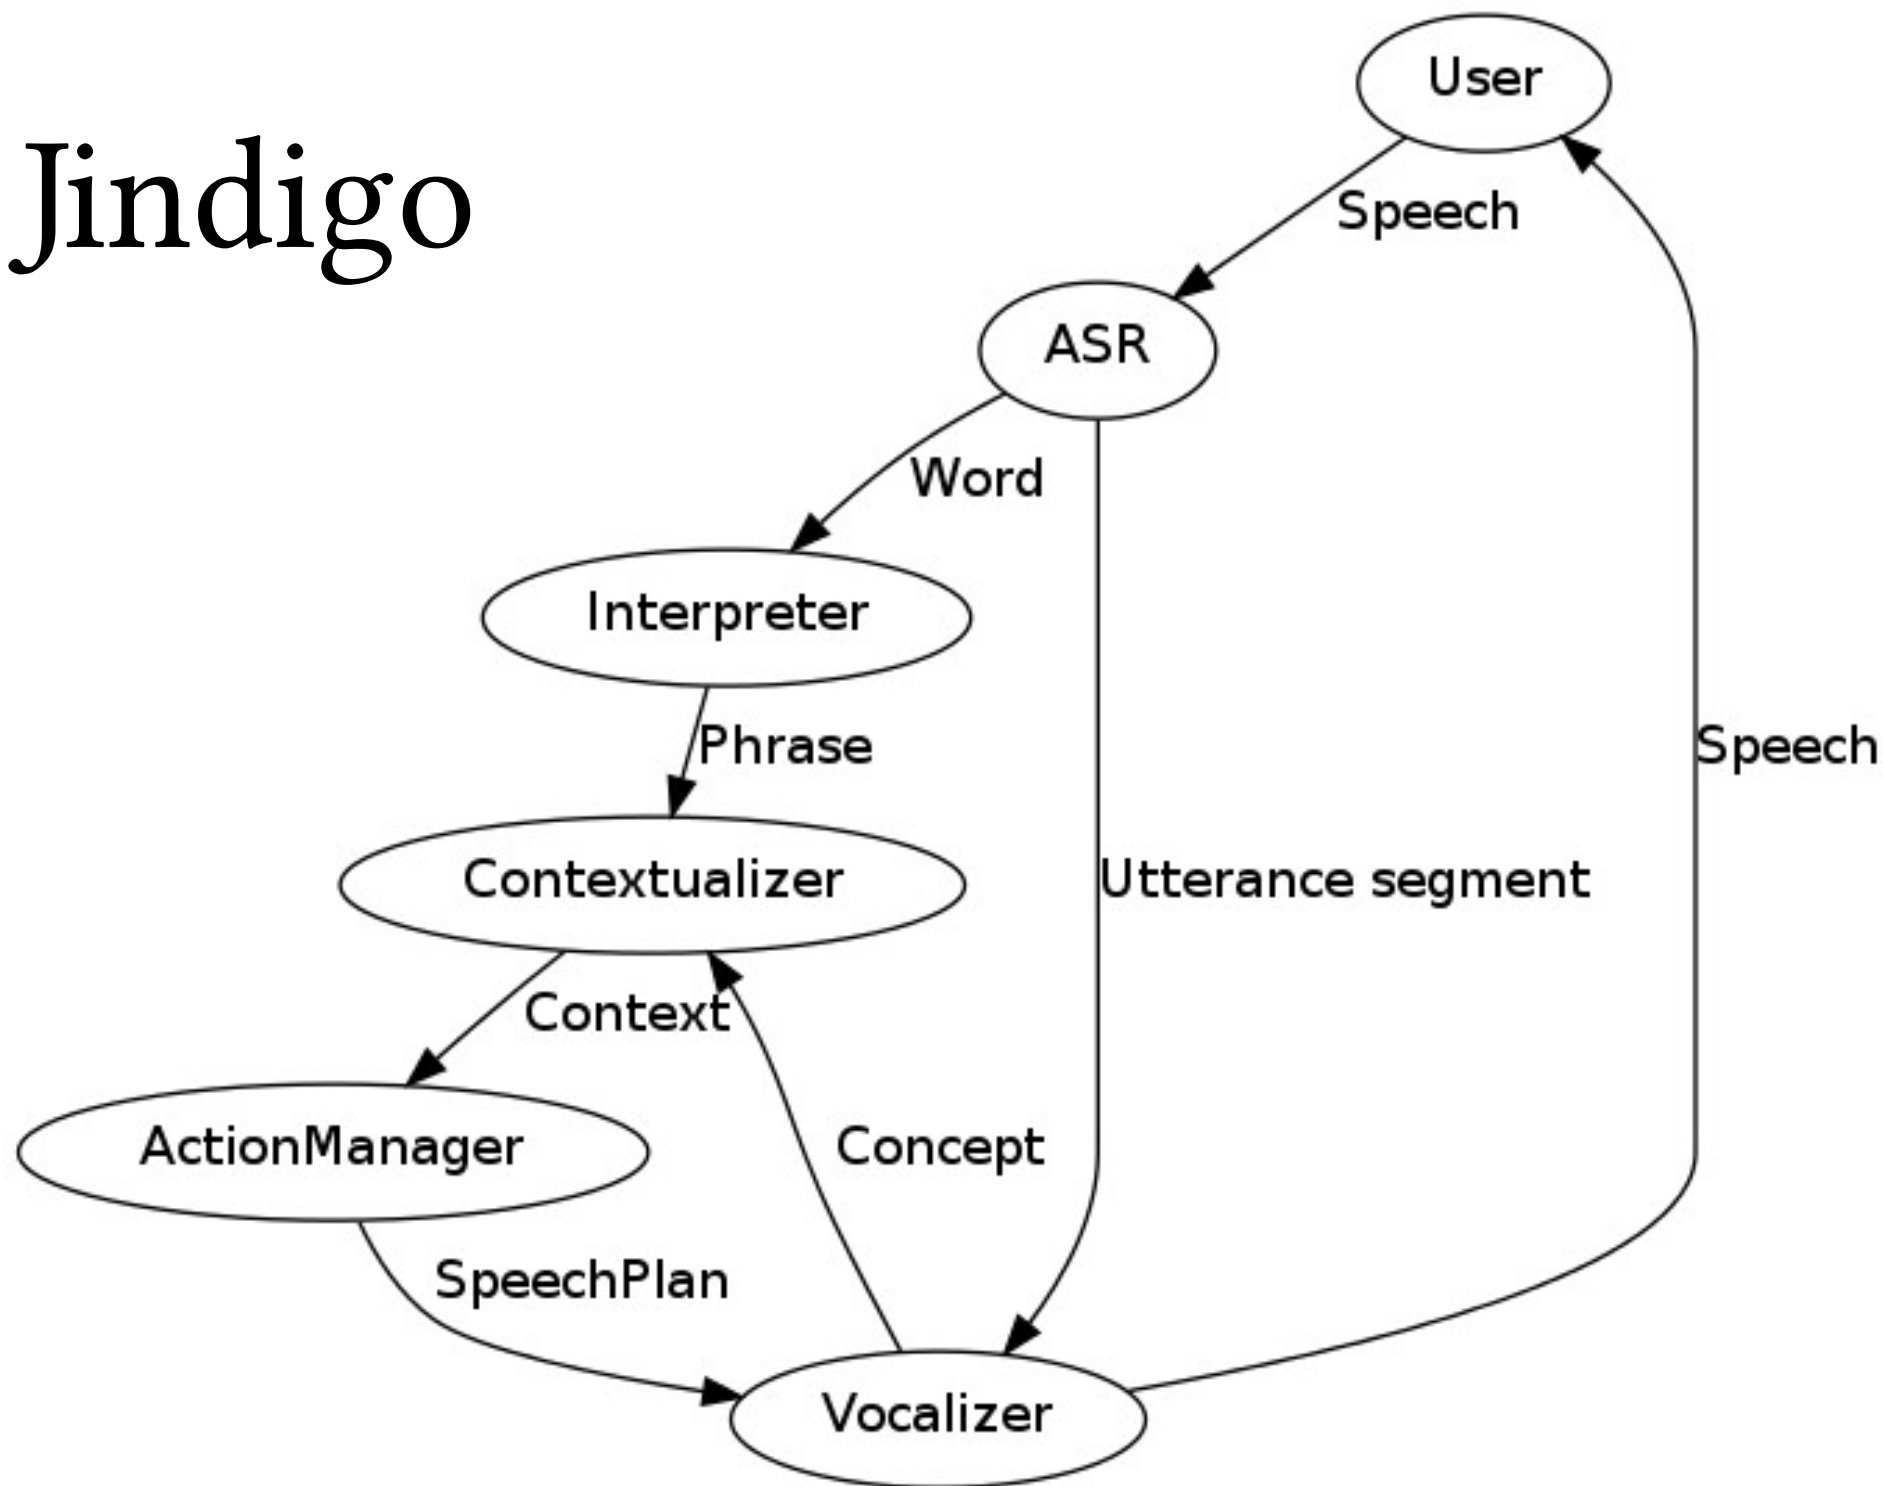 User
Jindigo
Speech
ASR
Word
Interpreter
Phrase
Speech
Contextualizer
Utterance segment
Context
ActionManager
Concept
SpeechPlan
Vocalizer